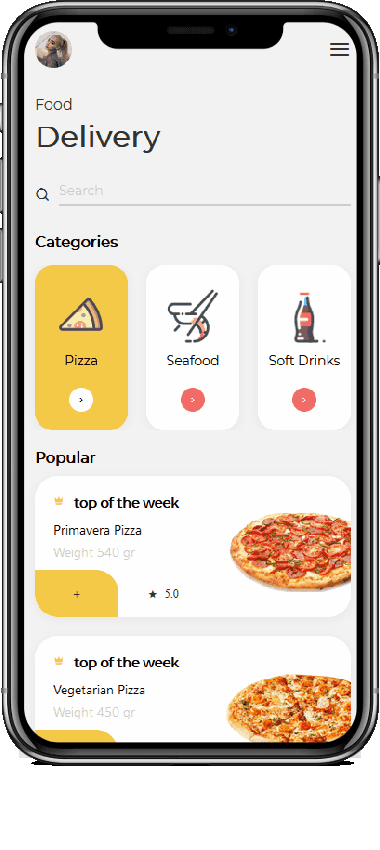 Food
Delivery
Search
Categories
Pizza
Seafood
Soft Drinks
>
>
>
Popular
top of the week
Primavera Pizza
Weight 540 gr
+
5.0
top of the week
Vegetarian Pizza
Weight 450 gr